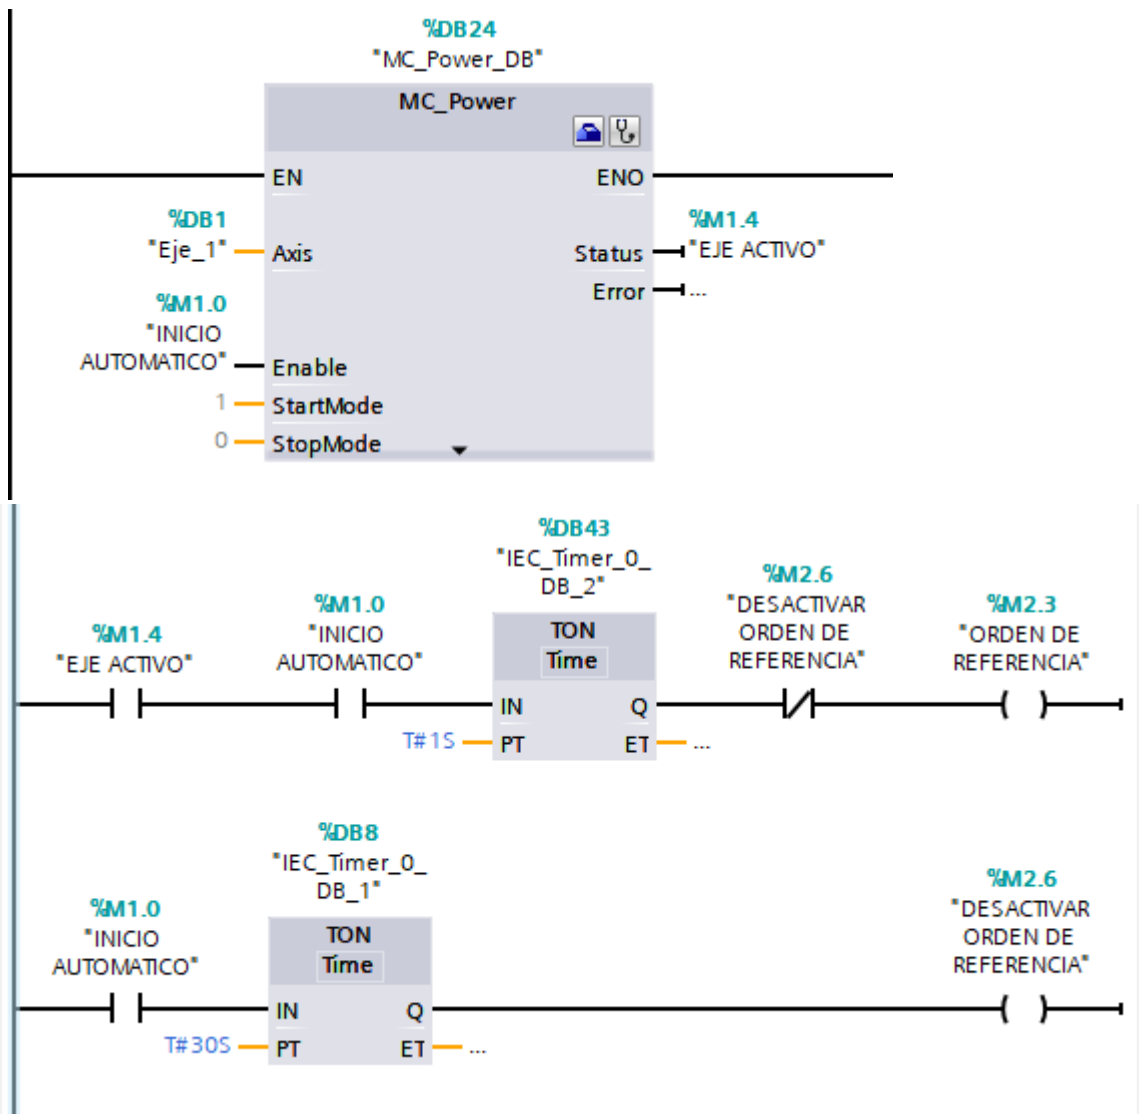 %DB24
"MC_Power_DB"
MC_Power
EN
ENO
%DB1
"Eje_1"
Axis
%M1.4
Status
"EJE ACTIVO"
Error
...
%M1.0
"INICIO
AUTOMATICO"
Enable
1
StartMode
0
StopMode
%DB43
"IEC_Timer_0_
DB_2"
%M1.4
"EJE ACTIVO"
%M1.0
"INICIO
AUTOMATICO"
TON
Time
IN
Q
T#1S
PT
ET
...
%M2.6
"DESACTIVAR
ORDEN DE
REFERENCIA"
%M2.3
"ORDEN DE
REFERENCIA"
%DB8
"IEC_Timer_0_
DB_1"
%M1.0
"INICIO
AUTOMATICO"
TON
Time
IN
Q
T#30S
PT
ET
...
%M2.6
"DESACTIVAR
ORDEN DE
REFERENCIA"